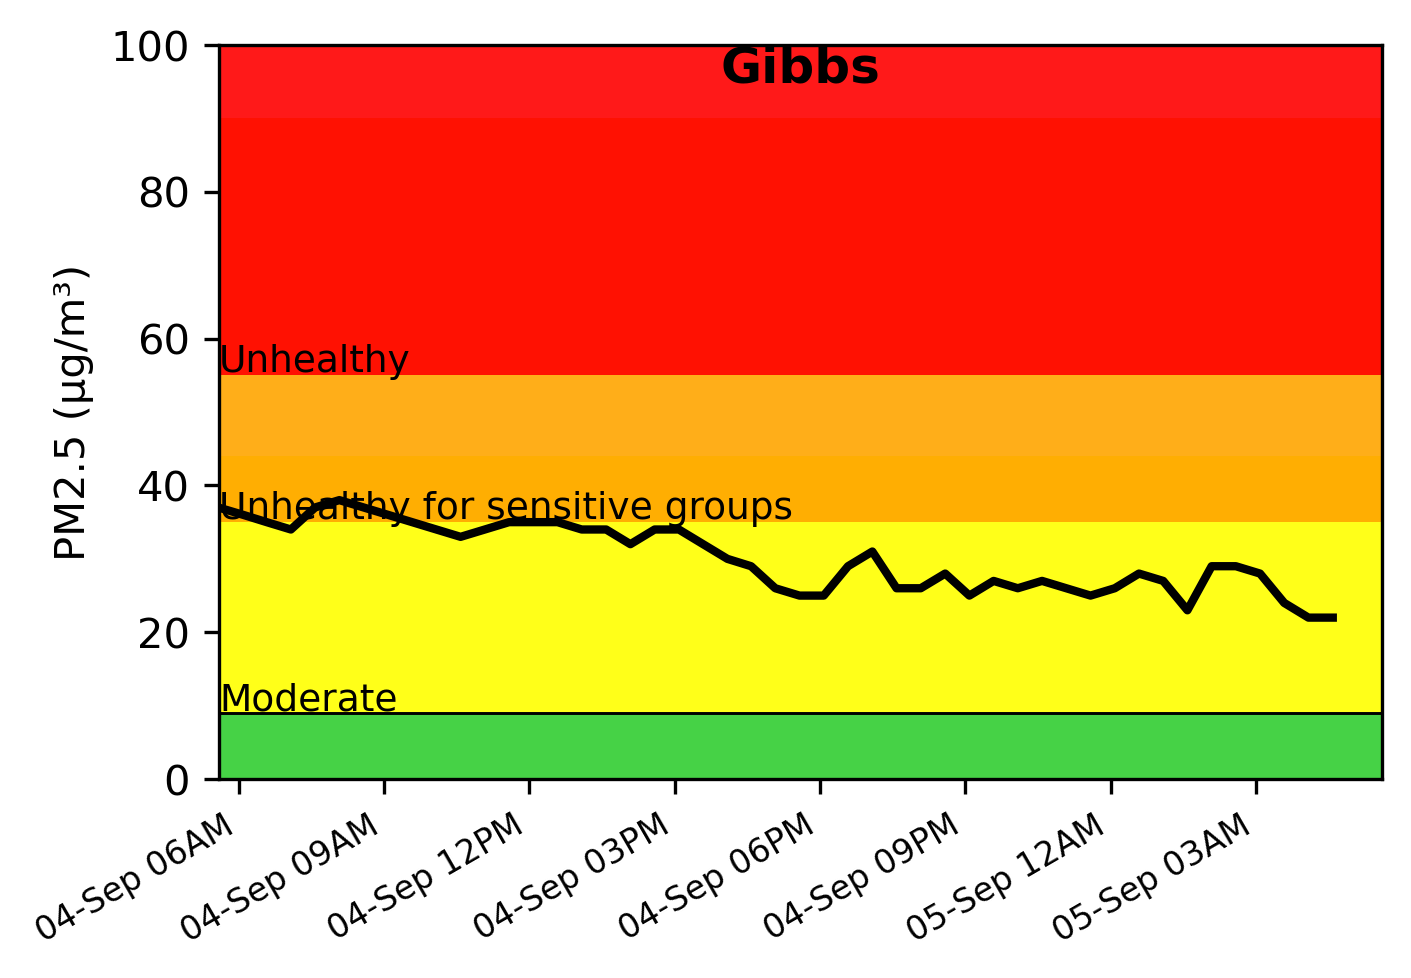 Gibbs
100
80
60
40
20
0
PM2.5 (µg/m³)
Unhealthy
Unhealthy for sensitive groups
Moderate
04-Sep 06AM
04-Sep 09AM
04-Sep 12PM
04-Sep 03PM
04-Sep 06PM
04-Sep 09PM
05-Sep 12AM
05-Sep 03AM